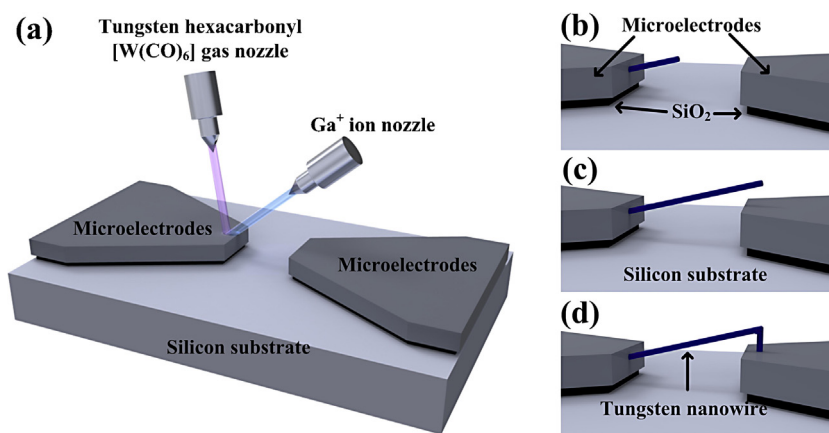 (a)
Tungsten hexacarbonyl
[W(CO)₆] gas nozzle
Ga⁺ ion nozzle
Microelectrodes
Microelectrodes
Silicon substrate
(b)
Microelectrodes
SiO₂
(c)
Silicon substrate
(d)
Tungsten nanowire